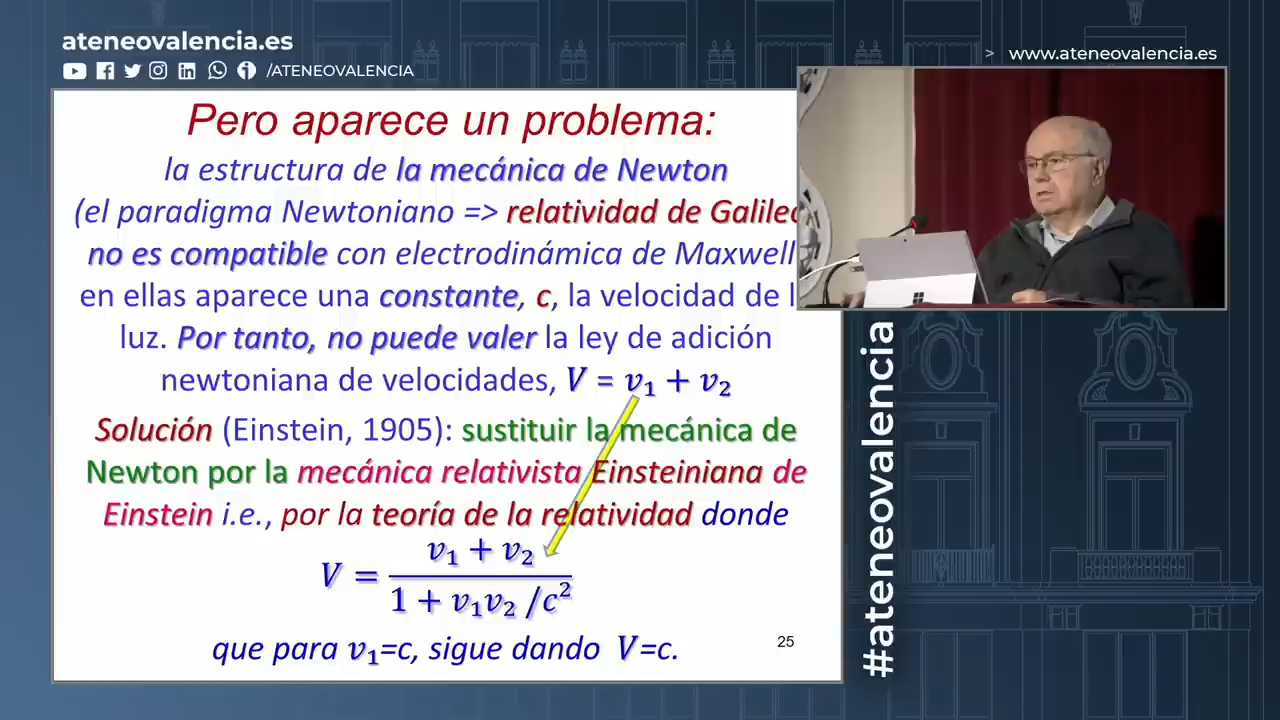 ateneovalencia.es
/ATENEOVALENCIA
> www.ateneovalencia.es
Pero aparece un problema:
la estructura de la mecánica de Newton
(el paradigma Newtoniano => relatividad de Galileo
no es compatible con electrodinámica de Maxwell
en ellas aparece una constante, c, la velocidad de l
luz. Por tanto, no puede valer la ley de adición
newtoniana de velocidades, V = v₁ + v₂
Solución (Einstein, 1905): sustituir la mecánica de
Newton por la mecánica relativista Einsteiniana de
Einstein i.e., por la teoría de la relatividad donde
V = (v₁ + v₂) / (1 + v₁v₂ /c²)
que para v₁=c, sigue dando V=c.
25
#ateneovalencia